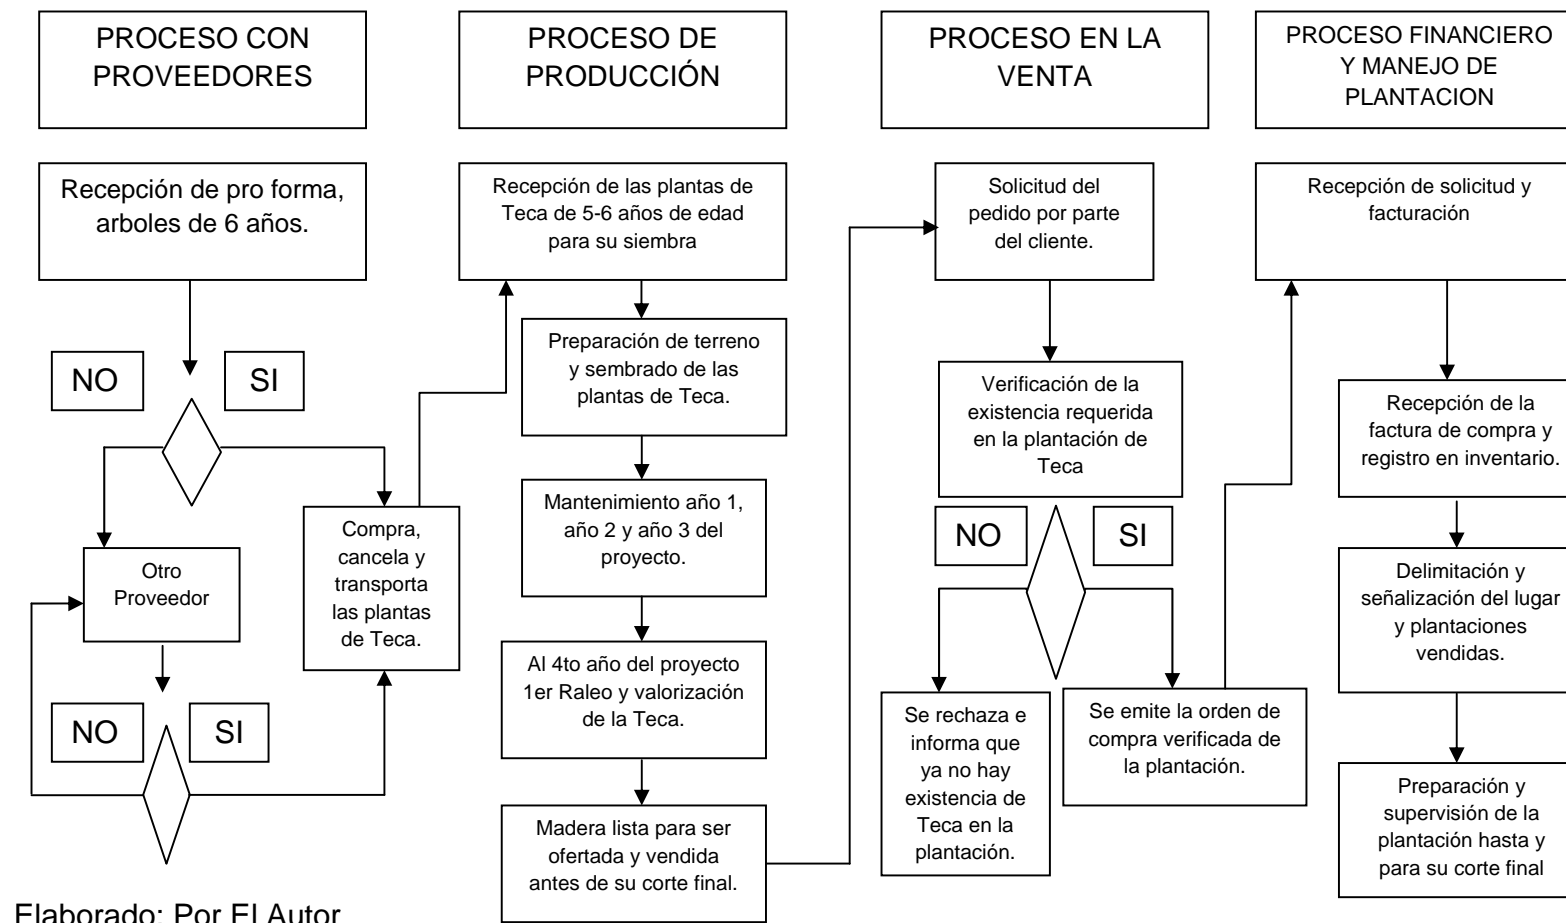 PROCESO CON
PROVEEDORES
Recepción de pro forma,
arboles de 6 años.
NO
SI
Otro
Proveedor
Compra,
cancela y
transporta
las plantas
de Teca.
NO
SI
PROCESO DE
PRODUCCIÓN
Recepción de las plantas de
Teca de 5-6 años de edad
para su siembra
Preparación de terreno
y sembrado de las
plantas de Teca.
Mantenimiento año 1,
año 2 y año 3 del
proyecto.
Al 4to año del proyecto
1er Raleo y valorización
de la Teca.
Madera lista para ser
ofertada y vendida
antes de su corte final.
PROCESO EN LA
VENTA
Solicitud del
pedido por parte
del cliente.
Verificación de la
existencia requerida
en la plantación de
Teca
NO
SI
Se rechaza e
informa que
ya no hay
existencia de
Teca en la
plantación.
Se emite la orden de
compra verificada de
la plantación.
PROCESO FINANCIERO
Y MANEJO DE
PLANTACION
Recepción de solicitud y
facturación
Recepción de la
factura de compra y
registro en inventario.
Delimitación y
señalización del lugar
y plantaciones
vendidas.
Preparación y
supervisión de la
plantación hasta y
para su corte final
Elaborado: Por El Autor